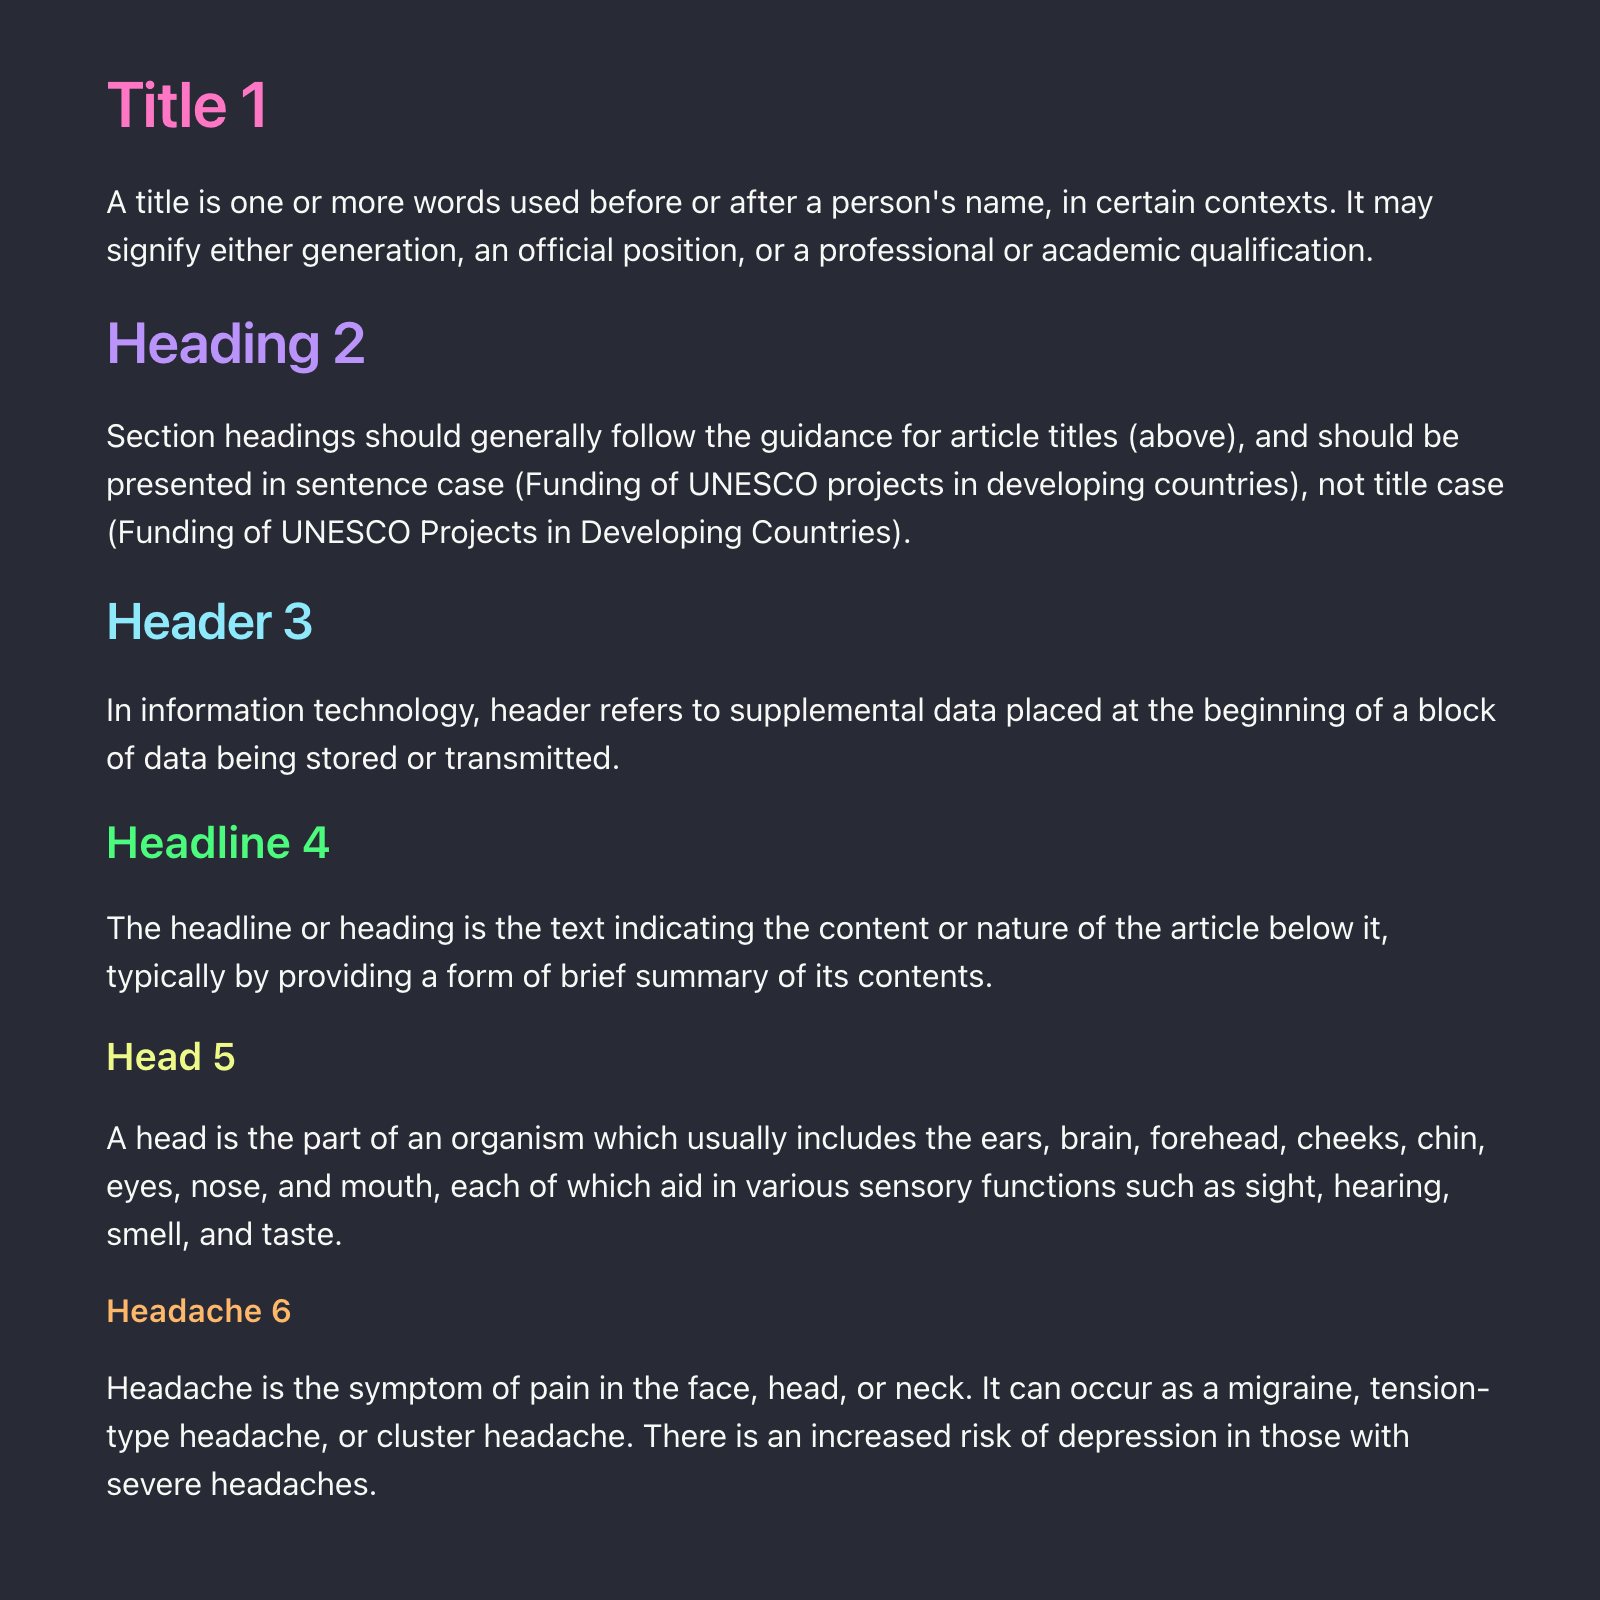 Title 1
A title is one or more words used before or after a person's name, in certain contexts. It may
signify either generation, an official position, or a professional or academic qualification.
Heading 2
Section headings should generally follow the guidance for article titles (above), and should be
presented in sentence case (Funding of UNESCO projects in developing countries), not title case
(Funding of UNESCO Projects in Developing Countries).
Header 3
In information technology, header refers to supplemental data placed at the beginning of a block
of data being stored or transmitted.
Headline 4
The headline or heading is the text indicating the content or nature of the article below it,
typically by providing a form of brief summary of its contents.
Head 5
A head is the part of an organism which usually includes the ears, brain, forehead, cheeks, chin,
eyes, nose, and mouth, each of which aid in various sensory functions such as sight, hearing,
smell, and taste.
Headache 6
Headache is the symptom of pain in the face, head, or neck. It can occur as a migraine, tension-
type headache, or cluster headache. There is an increased risk of depression in those with
severe headaches.